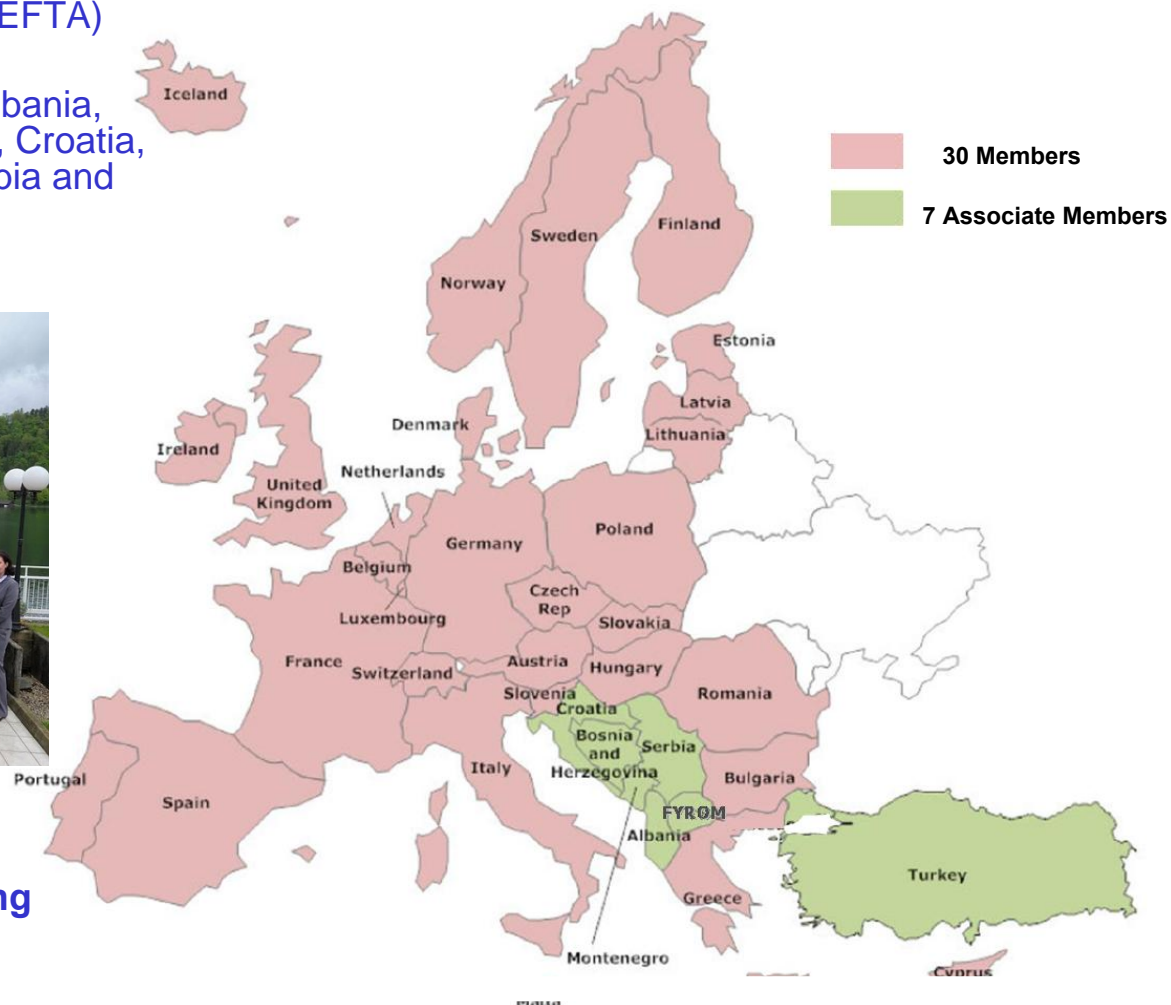 EFTA)
bania,
, Croatia,
bia and
ng
30 Members
7 Associate Members
Iceland
Sweden
Finland
Norway
Estonia
Latvia
Lithuania
Denmark
Ireland
Netherlands
United
Kingdom
Poland
Germany
Belgium
Czech
Rep
Luxembourg
Slovakia
France
Switzerland
Austria
Hungary
Slovenia
Romania
Croatia
Bosnia
and
Herzegovina
Serbia
Italy
Bulgaria
Portugal
Spain
FYROM
Albania
Turkey
Greece
Montenegro
Cyprus